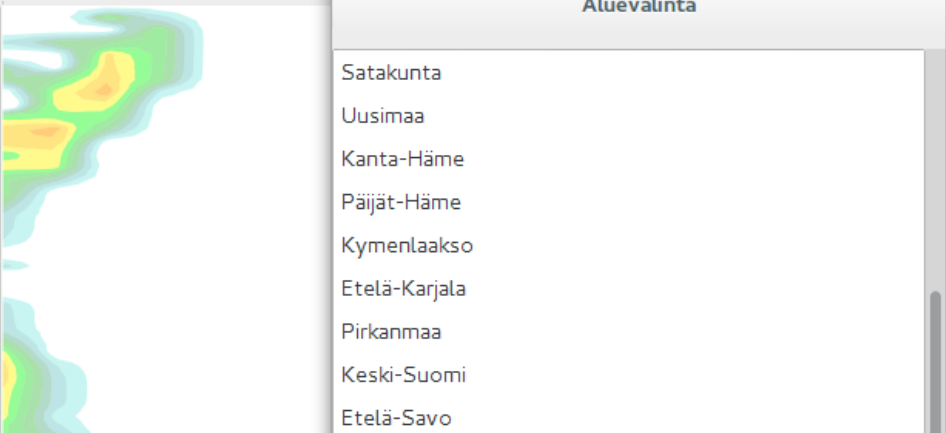 Aluevalinta
Satakunta
Uusimaa
Kanta-Häme
Päijät-Häme
Kymenlaakso
Etelä-Karjala
Pirkanmaa
Keski-Suomi
Etelä-Savo